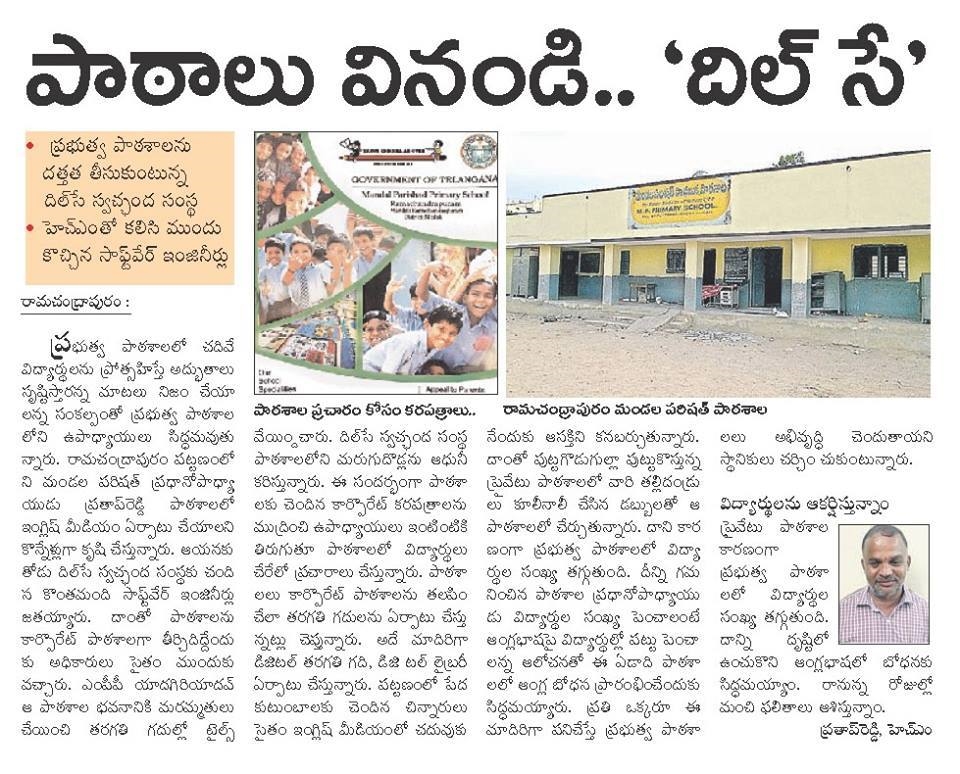 పాఠాలు వినండి.. ‘దిల్ సే’
• ప్రభుత్వ పాఠశాలను
దత్తత తీసుకుంటున్న
దిల్‌సే స్వచ్ఛంద సంస్థ
• హెచ్ఎంతో కలిసి ముందు
కొచ్చిన సాఫ్ట్‌వేర్ ఇంజినీర్లు
GOVERNMENT OF TELANGANA
Mandal Parishad Primary School
Ramachandrapuram
Our
School
Specialities
Appeal to Parents
M.P. PRIMARY SCHOOL.
పాఠశాల ప్రచారం కోసం కరపత్రాలు..
రామచంద్రాపురం మండల పరిషత్ పాఠశాల
రామచంద్రాపురం :
ప్రభుత్వ పాఠశాలలో చదివే
విద్యార్థులను ప్రోత్సహిస్తే అద్భుతాలు
సృష్టిస్తారన్న మాటలు నిజం చేయా
లన్న సంకల్పంతో ప్రభుత్వ పాఠశాల
లోని ఉపాధ్యాయులు సిద్ధమవుతు
న్నారు. రామచంద్రాపురం పట్టణంలో
ని మండల పరిషత్ ప్రధానోపాధ్యా
యుడు ప్రతాప్‌రెడ్డి పాఠశాలలో
ఇంగ్లిష్ మీడియం ఏర్పాటు చేయాలని
కొన్నేళ్లుగా కృషి చేస్తున్నారు. ఆయనకు
తోడు దిల్‌సే స్వచ్ఛంద సంస్థకు చంది
న కొంతమంది సాఫ్ట్‌వేర్ ఇంజినీర్లు
జతయ్యారు. దాంతో పాఠశాలను
కార్పొరేట్ పాఠశాలగా తీర్చిదిద్దేందు
కు అధికారులు సైతం ముందుకు
వచ్చారు. ఎంపీపీ యాదగిరియాదవ్
ఆ పాఠశాల భవనానికి మరమ్మతులు
చేయించి తరగతి గదుల్లో టైల్స్
వేయిం చారు. దిల్‌సే స్వచ్ఛంద సంస్థ
పాఠశాలలోని మరుగుదొడ్లను ఆధునీ
కరిస్తున్నారు. ఈ సందర్భంగా పాఠశా
లకు చెందిన కార్పొరేట్ కరపత్రాలను
ముద్రించి ఉపాధ్యాయులు ఇంటింటికి
తిరుగుతూ పాఠశాలలో విద్యార్థులు
చేరేలో ప్రచారాలు చేస్తున్నారు. పాఠశా
లలు కార్పొరేట్ పాఠశాలను తలపిం
చేలా తరగతి గదులను ఏర్పాటు చేస్తు
న్నట్లు చెప్తున్నారు. అదే మాదిరిగా
డిజిటల్ తరగతి గది, డిజి టల్ లైబ్రరీ
ఏర్పాటు చేస్తున్నారు. పట్టణంలో పేద
కుటుంబాలకు చెందిన చిన్నారులు
సైతం ఇంగ్లిష్ మీడియంలో చదువుకు
నేందుకు ఆసక్తిని కనబర్చుతున్నారు.
దాంతో పుట్టగొడుగుల్లా పుట్టుకొస్తున్న
ప్రైవేటు పాఠశాలలో వారి తల్లిదండ్రు
లు కూలీనాలీ చేసిన డబ్బులతో ఆ
పాఠశాలలో చేర్చుతున్నారు. దాని కార
ణంగా ప్రభుత్వ పాఠశాలలో విద్యా
ర్థుల సంఖ్య తగ్గుతుంది. దీన్ని గమ
నించిన పాఠశాల ప్రధానోపాధ్యాయు
డు విద్యార్థుల సంఖ్య పెంచాలంటే
ఆంగ్లభాషపై విద్యార్థుల్లో పట్టు పెంచా
లన్న ఆలోచనతో ఈ ఏడాది పాఠశా
లలో ఆంగ్ల బోధన ప్రారంభించేందుకు
సిద్ధమయ్యారు. ప్రతి ఒక్కరూ ఈ
మాదిరిగా పనిచేస్తే ప్రభుత్వ పాఠశా
లలు అభివృద్ధి చెందుతాయని
స్థానికులు చర్చిం చుకుంటున్నారు.
విద్యార్థులను ఆకర్షిస్తున్నాం
ప్రైవేటు పాఠశాల
కారణంగా
ప్రభుత్వ పాఠశా
లలో విద్యార్థుల
సంఖ్య తగ్గుతుంది.
దాన్ని దృష్టిలో
ఉంచుకొని ఆంగ్లభాషలో బోధనకు
సిద్ధమయ్యాం. రానున్న రోజుల్లో
మంచి ఫలితాలు ఆశిస్తున్నాం.
ప్రతాప్‌రెడ్డి, హెచ్ఎం